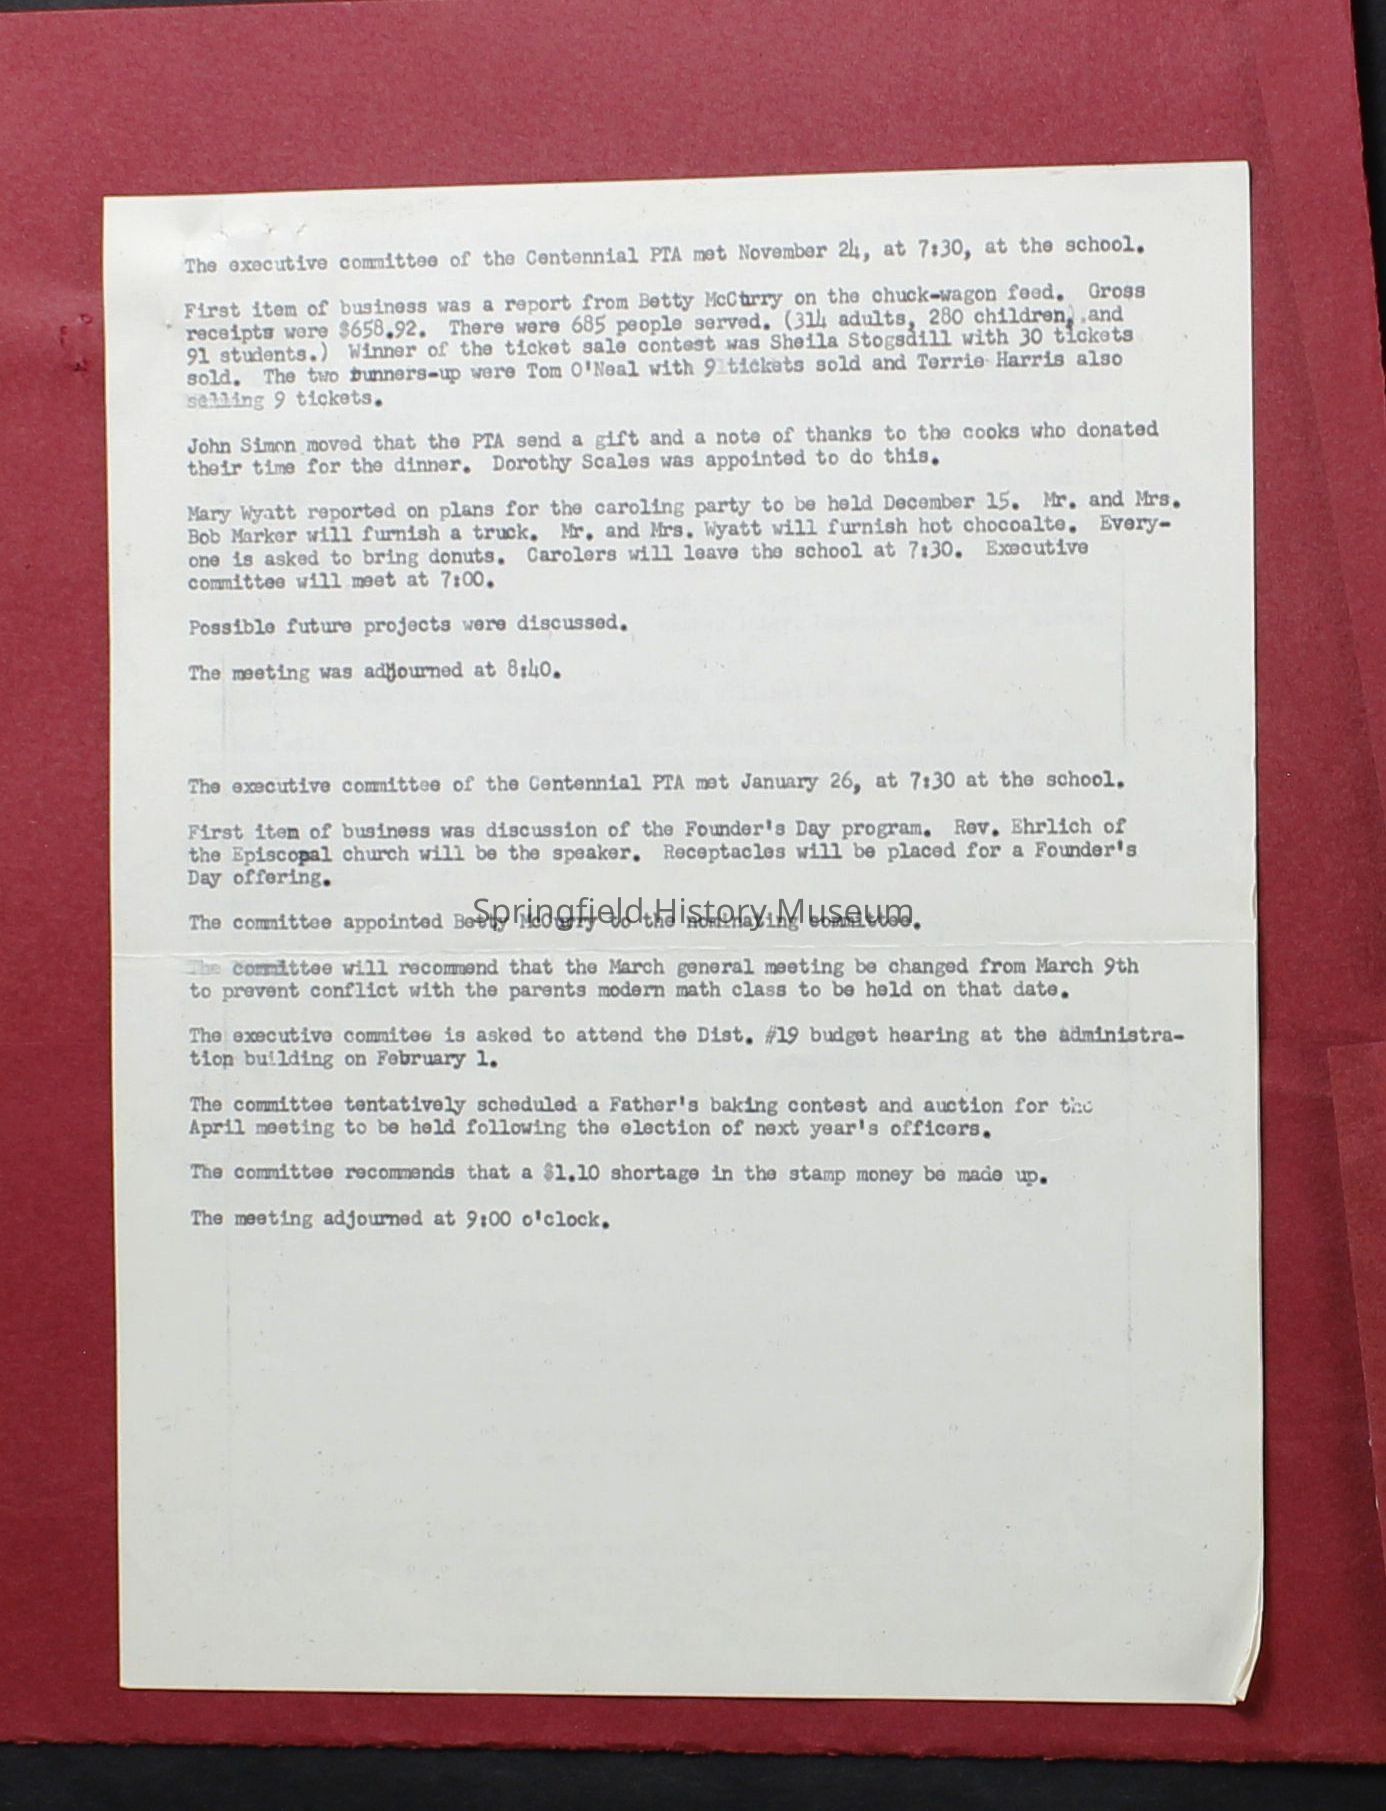 The executive committee of the Centennial PTA met November 24, at 7:30, at the school.
First item of business was a report from Betty McCurry on the chuck-wagon feed. Gross
receipts were $658.92. There were 685 people served. (314 adults, 280 children, and
91 students.) Winner of the ticket sale contest was Sheila Stogsdill with 30 tickets
sold. The two runners-up were Tom O'Neal with 9 tickets sold and Terrie Harris also
selling 9 tickets.
John Simon moved that the PTA send a gift and a note of thanks to the cooks who donated
their time for the dinner. Dorothy Scales was appointed to do this.
Mary Wyatt reported on plans for the caroling party to be held December 15. Mr. and Mrs.
Bob Marker will furnish a truck. Mr. and Mrs. Wyatt will furnish hot chocoalte. Every-
one is asked to bring donuts. Carolers will leave the school at 7:30. Executive
committee will meet at 7:00.
Possible future projects were discussed.
The meeting was adjourned at 8:40.
The executive committee of the Centennial PTA met January 26, at 7:30 at the school.
First item of business was discussion of the Founder's Day program. Rev. Ehrlich of
the Episcopal church will be the speaker. Receptacles will be placed for a Founder's
Day offering.
Springfield History Museum
The committee appointed Betty McCurry to the nominating committee.
The committee will recommend that the March general meeting be changed from March 9th
to prevent conflict with the parents modern math class to be held on that date.
The executive commitee is asked to attend the Dist. #19 budget hearing at the administra-
tion building on February 1.
The committee tentatively scheduled a Father's baking contest and auction for the
April meeting to be held following the election of next year's officers.
The committee recommends that a $1.10 shortage in the stamp money be made up.
The meeting adjourned at 9:00 o'clock.